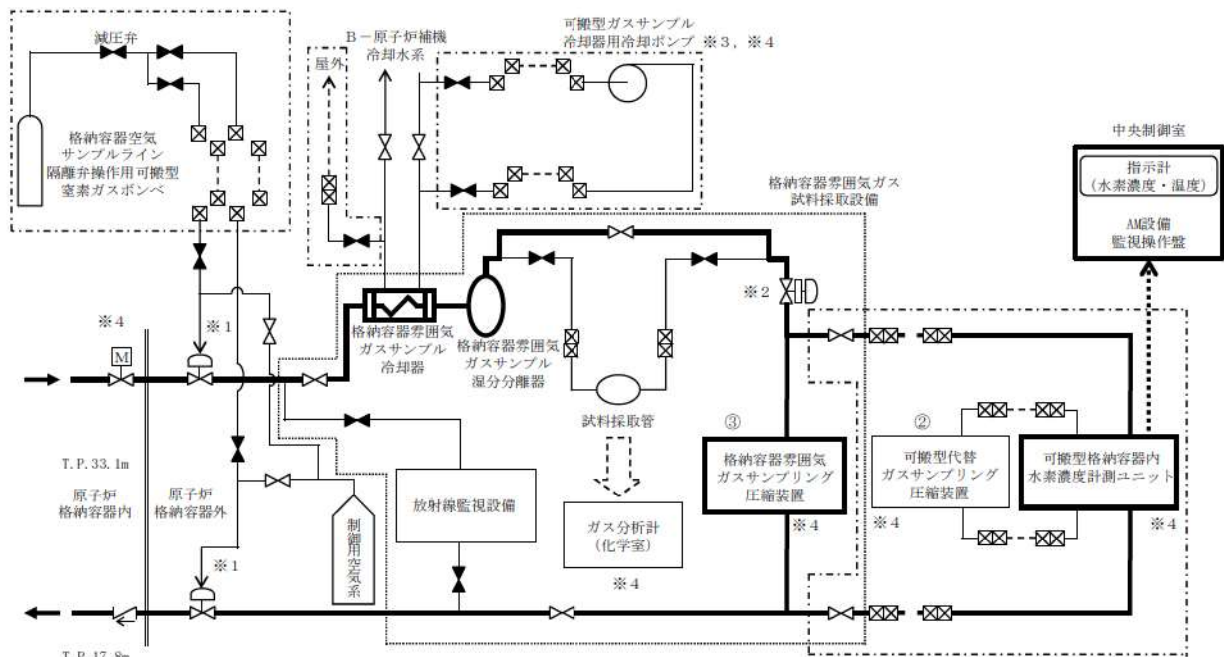 減圧弁
格納容器空気
サンプルライン
隔離弁操作用可搬型
窒素ガスボンベ
屋外
B－原子炉補機
冷却水系
可搬型ガスサンプル
冷却器用冷却ポンプ ※３，※４
格納容器雰囲気ガス
試料採取設備
中央制御室
指示計
(水素濃度・温度)
AM設備
監視操作盤
※４
M
※１
格納容器雰囲気
ガスサンプル
冷却器
格納容器雰囲気
ガスサンプル
湿分分離器
※２
試料採取管
③
格納容器雰囲気
ガスサンプリング
圧縮装置
※４
②
可搬型代替
ガスサンプリング
圧縮装置
※４
可搬型格納容器内
水素濃度計測ユニット
※４
T.P.33.1m
原子炉
格納容器内
原子炉
格納容器外
放射線監視設備
ガス分析計
(化学室)
※４
制御用空気系
※１
T.P.17.8m